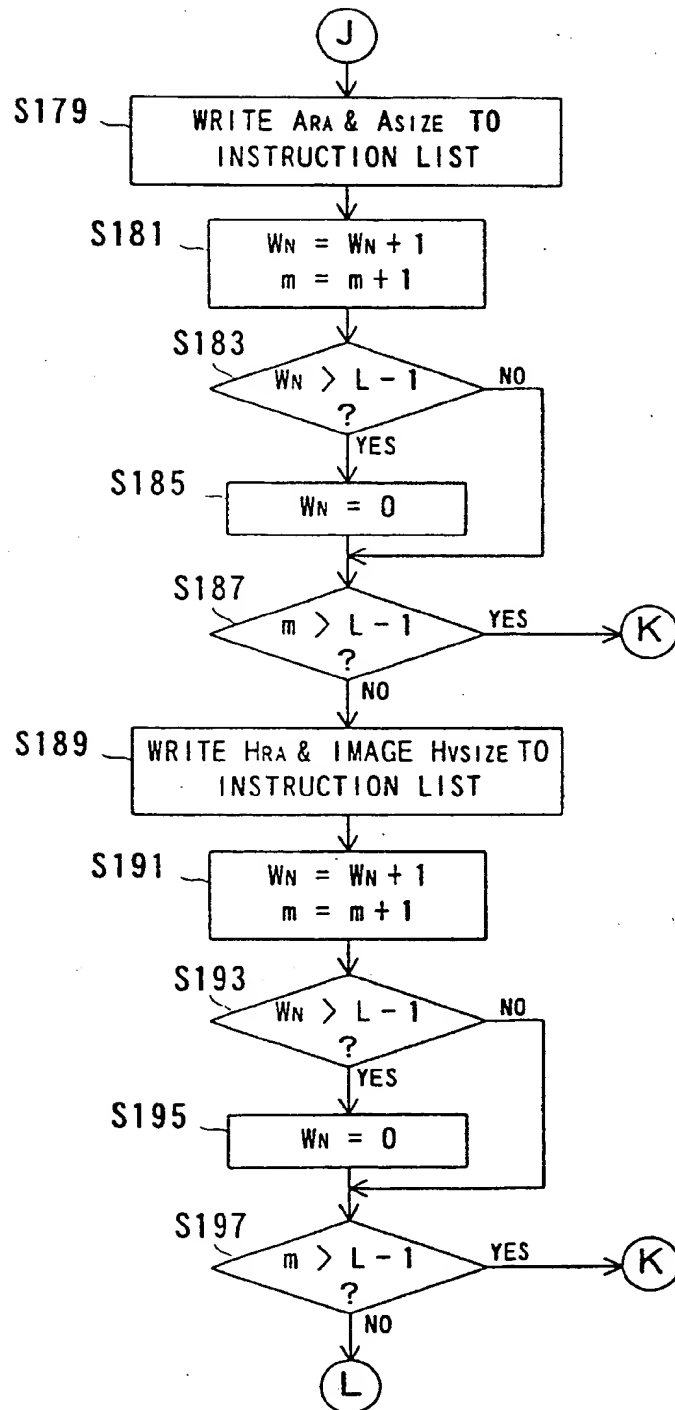 J
S179
WRITE ARA & ASIZE TO
INSTRUCTION LIST
S181
WN = WN + 1
m = m + 1
S183
WN > L - 1
?
NO
YES
S185
WN = 0
S187
m > L - 1
?
YES
K
NO
S189
WRITE HRA & IMAGE HVSIZE TO
INSTRUCTION LIST
S191
WN = WN + 1
m = m + 1
S193
WN > L - 1
?
NO
YES
S195
WN = 0
S197
m > L - 1
?
YES
K
NO
L